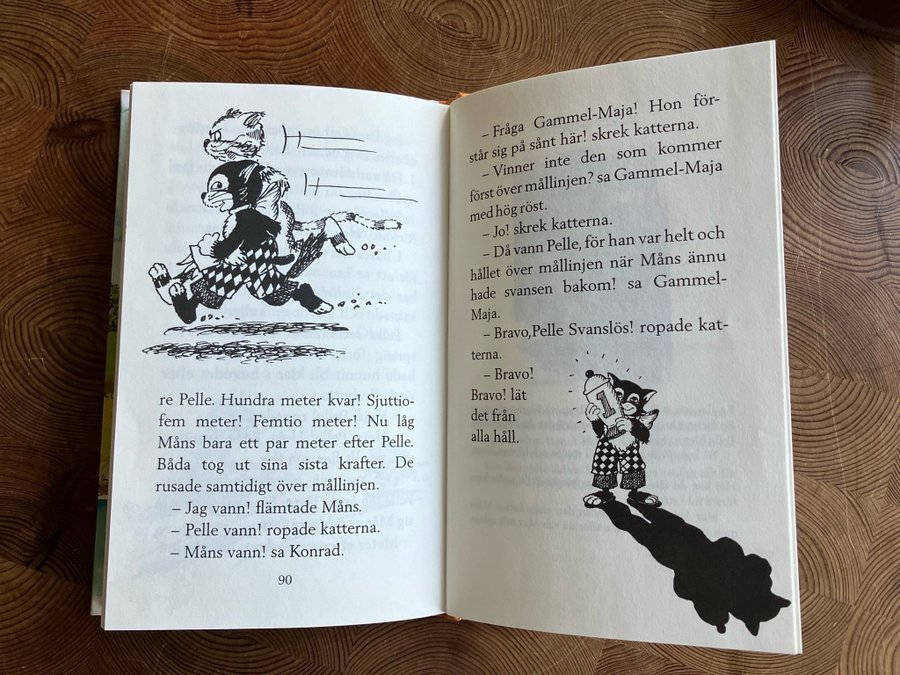 re Pelle. Hundra meter kvar! Sjuttio-
fem meter! Femtio meter! Nu låg
Måns bara ett par meter efter Pelle.
Båda tog ut sina sista krafter. De
rusade samtidigt över mållinjen.
– Jag vann! flämtade Måns.
– Pelle vann! ropade katterna.
– Måns vann! sa Konrad.
90
– Fråga Gammel-Maja! Hon för-
står sig på sånt här! skrek katterna.
– Vinner inte den som kommer
först över mållinjen? sa Gammel-Maja
med hög röst.
– Jo! skrek katterna.
– Då vann Pelle, för han var helt och
hållet över mållinjen när Måns ännu
hade svansen bakom! sa Gammel-
Maja.
– Bravo, Pelle Svanslös! ropade kat-
terna.
– Bravo!
Bravo! lät
det från
alla håll.
1